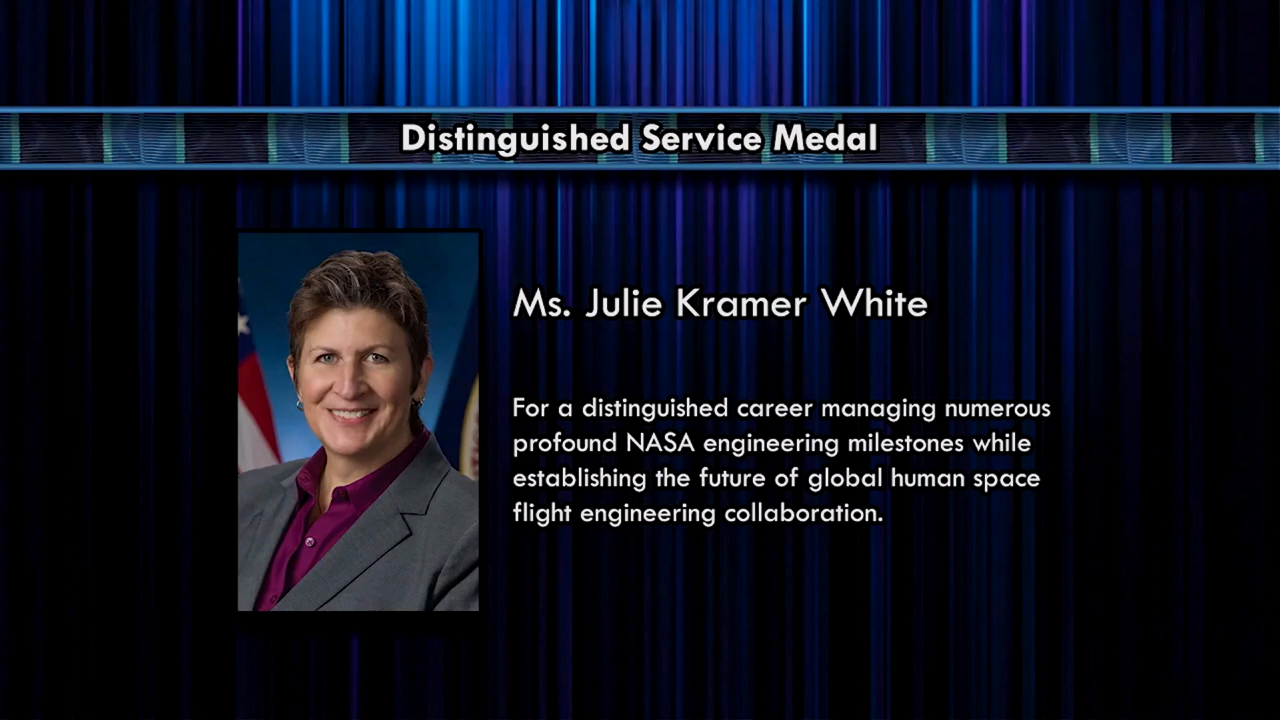 Distinguished Service Medal
Ms. Julie Kramer White
For a distinguished career managing numerous
profound NASA engineering milestones while
establishing the future of global human space
flight engineering collaboration.